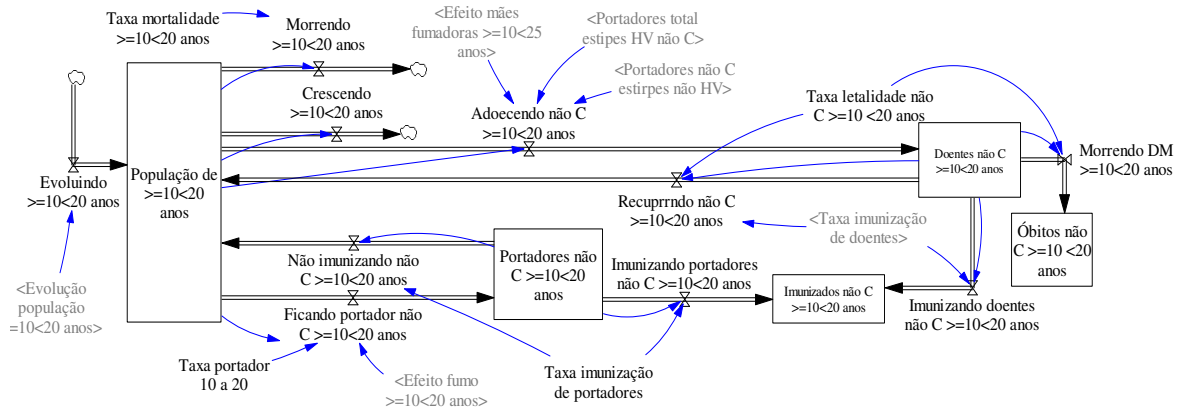 Taxa mortalidade
>=10<20 anos
Morrendo
>=10<20 anos
<Efeito mães
fumadoras >=10<25
anos>
<Portadores total
estipes HV não C>
<Portadores não C
estirpes não HV>
Crescendo
>=10<20 anos
Adoecendo não C
>=10<20 anos
Taxa letalidade não
C >=10 <20 anos
Evoluindo
>=10<20 anos
População de
>=10<20
anos
Doentes não C
>=10<20 anos
Morrendo DM
>=10<20 anos
Recuprrndo não C
>=10<20 anos
<Taxa imunização
de doentes>
Óbitos não
C >=10 <20
anos
Não imunizando não
C >=10<20 anos
Portadores não
C >=10<20
anos
Imunizando portadores
não C >=10<20 anos
Imunizados não C
>=10<20 anos
Imunizando doentes
não C >=10<20 anos
<Evolução
população
=10<20 anos>
Ficando portador não
C >=10<20 anos
Taxa portador
10 a 20
<Efeito fumo
>=10<20 anos>
Taxa imunização
de portadores